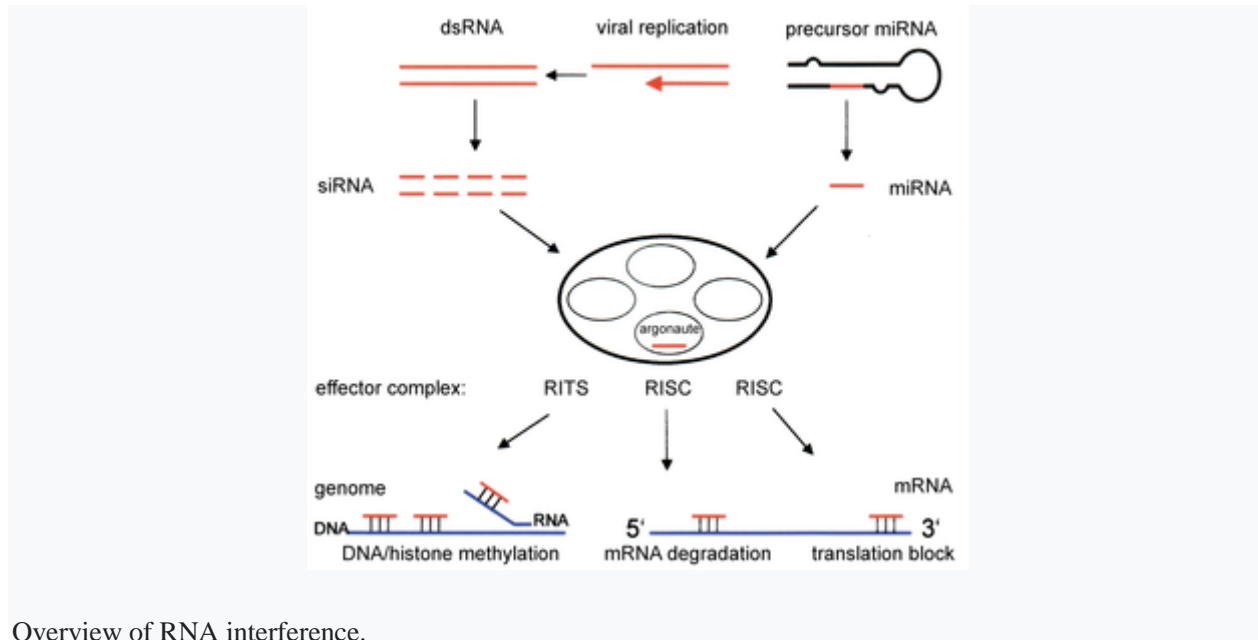 dsRNA viral replication precursor miRNA
siRNA miRNA
argonaute
effector complex: RITS RISC RISC
genome mRNA
DNA RNA 5' 3'
DNA/histone methylation mRNA degradation translation block
Overview of RNA interference.